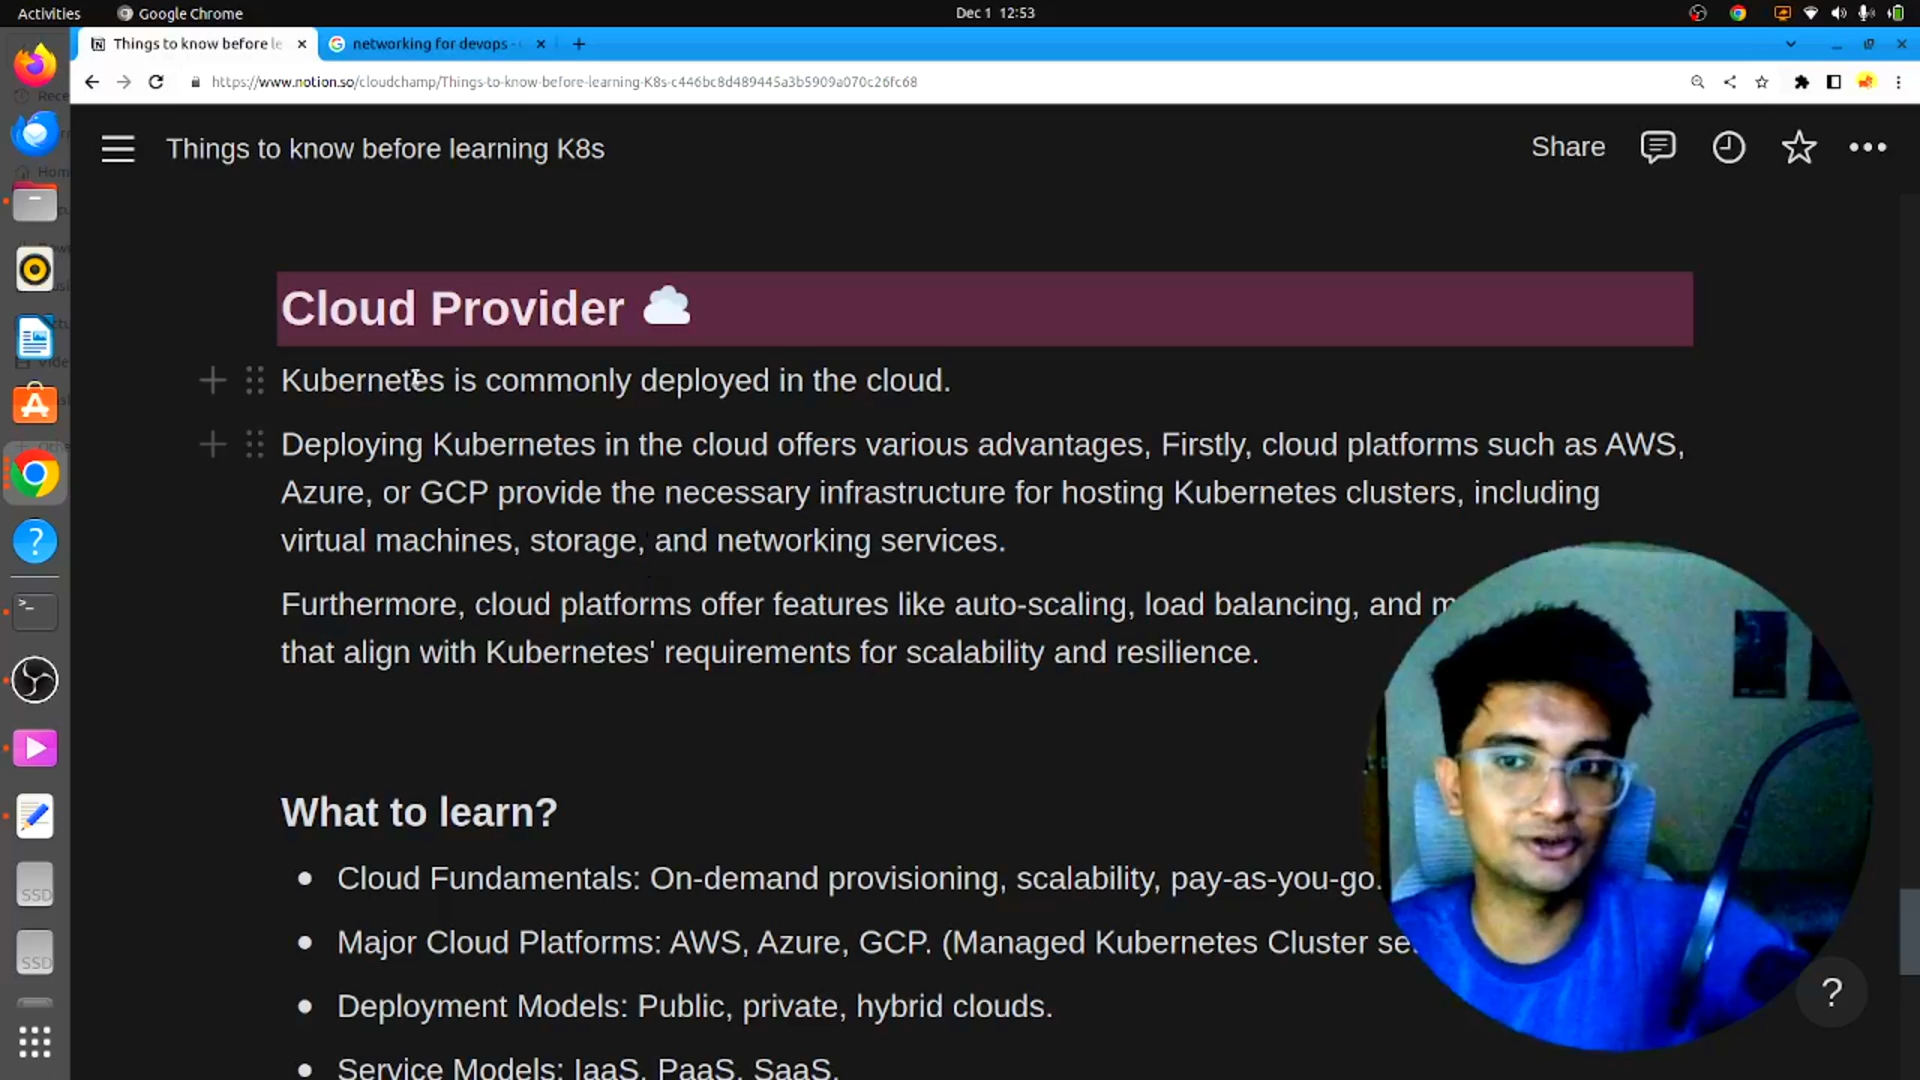 Activities
Google Chrome
Dec 1 12:53
Things to know before le
networking for devops -
https://www.notion.so/cloudchamp/Things-to-know-before-learning-K8s-c446bc8d489445a3b5909a070c26fc68
Things to know before learning K8s
Share
Cloud Provider
Kubernetes is commonly deployed in the cloud.
Deploying Kubernetes in the cloud offers various advantages, Firstly, cloud platforms such as AWS,
Azure, or GCP provide the necessary infrastructure for hosting Kubernetes clusters, including
virtual machines, storage, and networking services.
Furthermore, cloud platforms offer features like auto-scaling, load balancing, and m
that align with Kubernetes' requirements for scalability and resilience.
What to learn?
Cloud Fundamentals: On-demand provisioning, scalability, pay-as-you-go.
Major Cloud Platforms: AWS, Azure, GCP. (Managed Kubernetes Cluster se
Deployment Models: Public, private, hybrid clouds.
Service Models: IaaS, PaaS, SaaS.
SSD
SSD
?